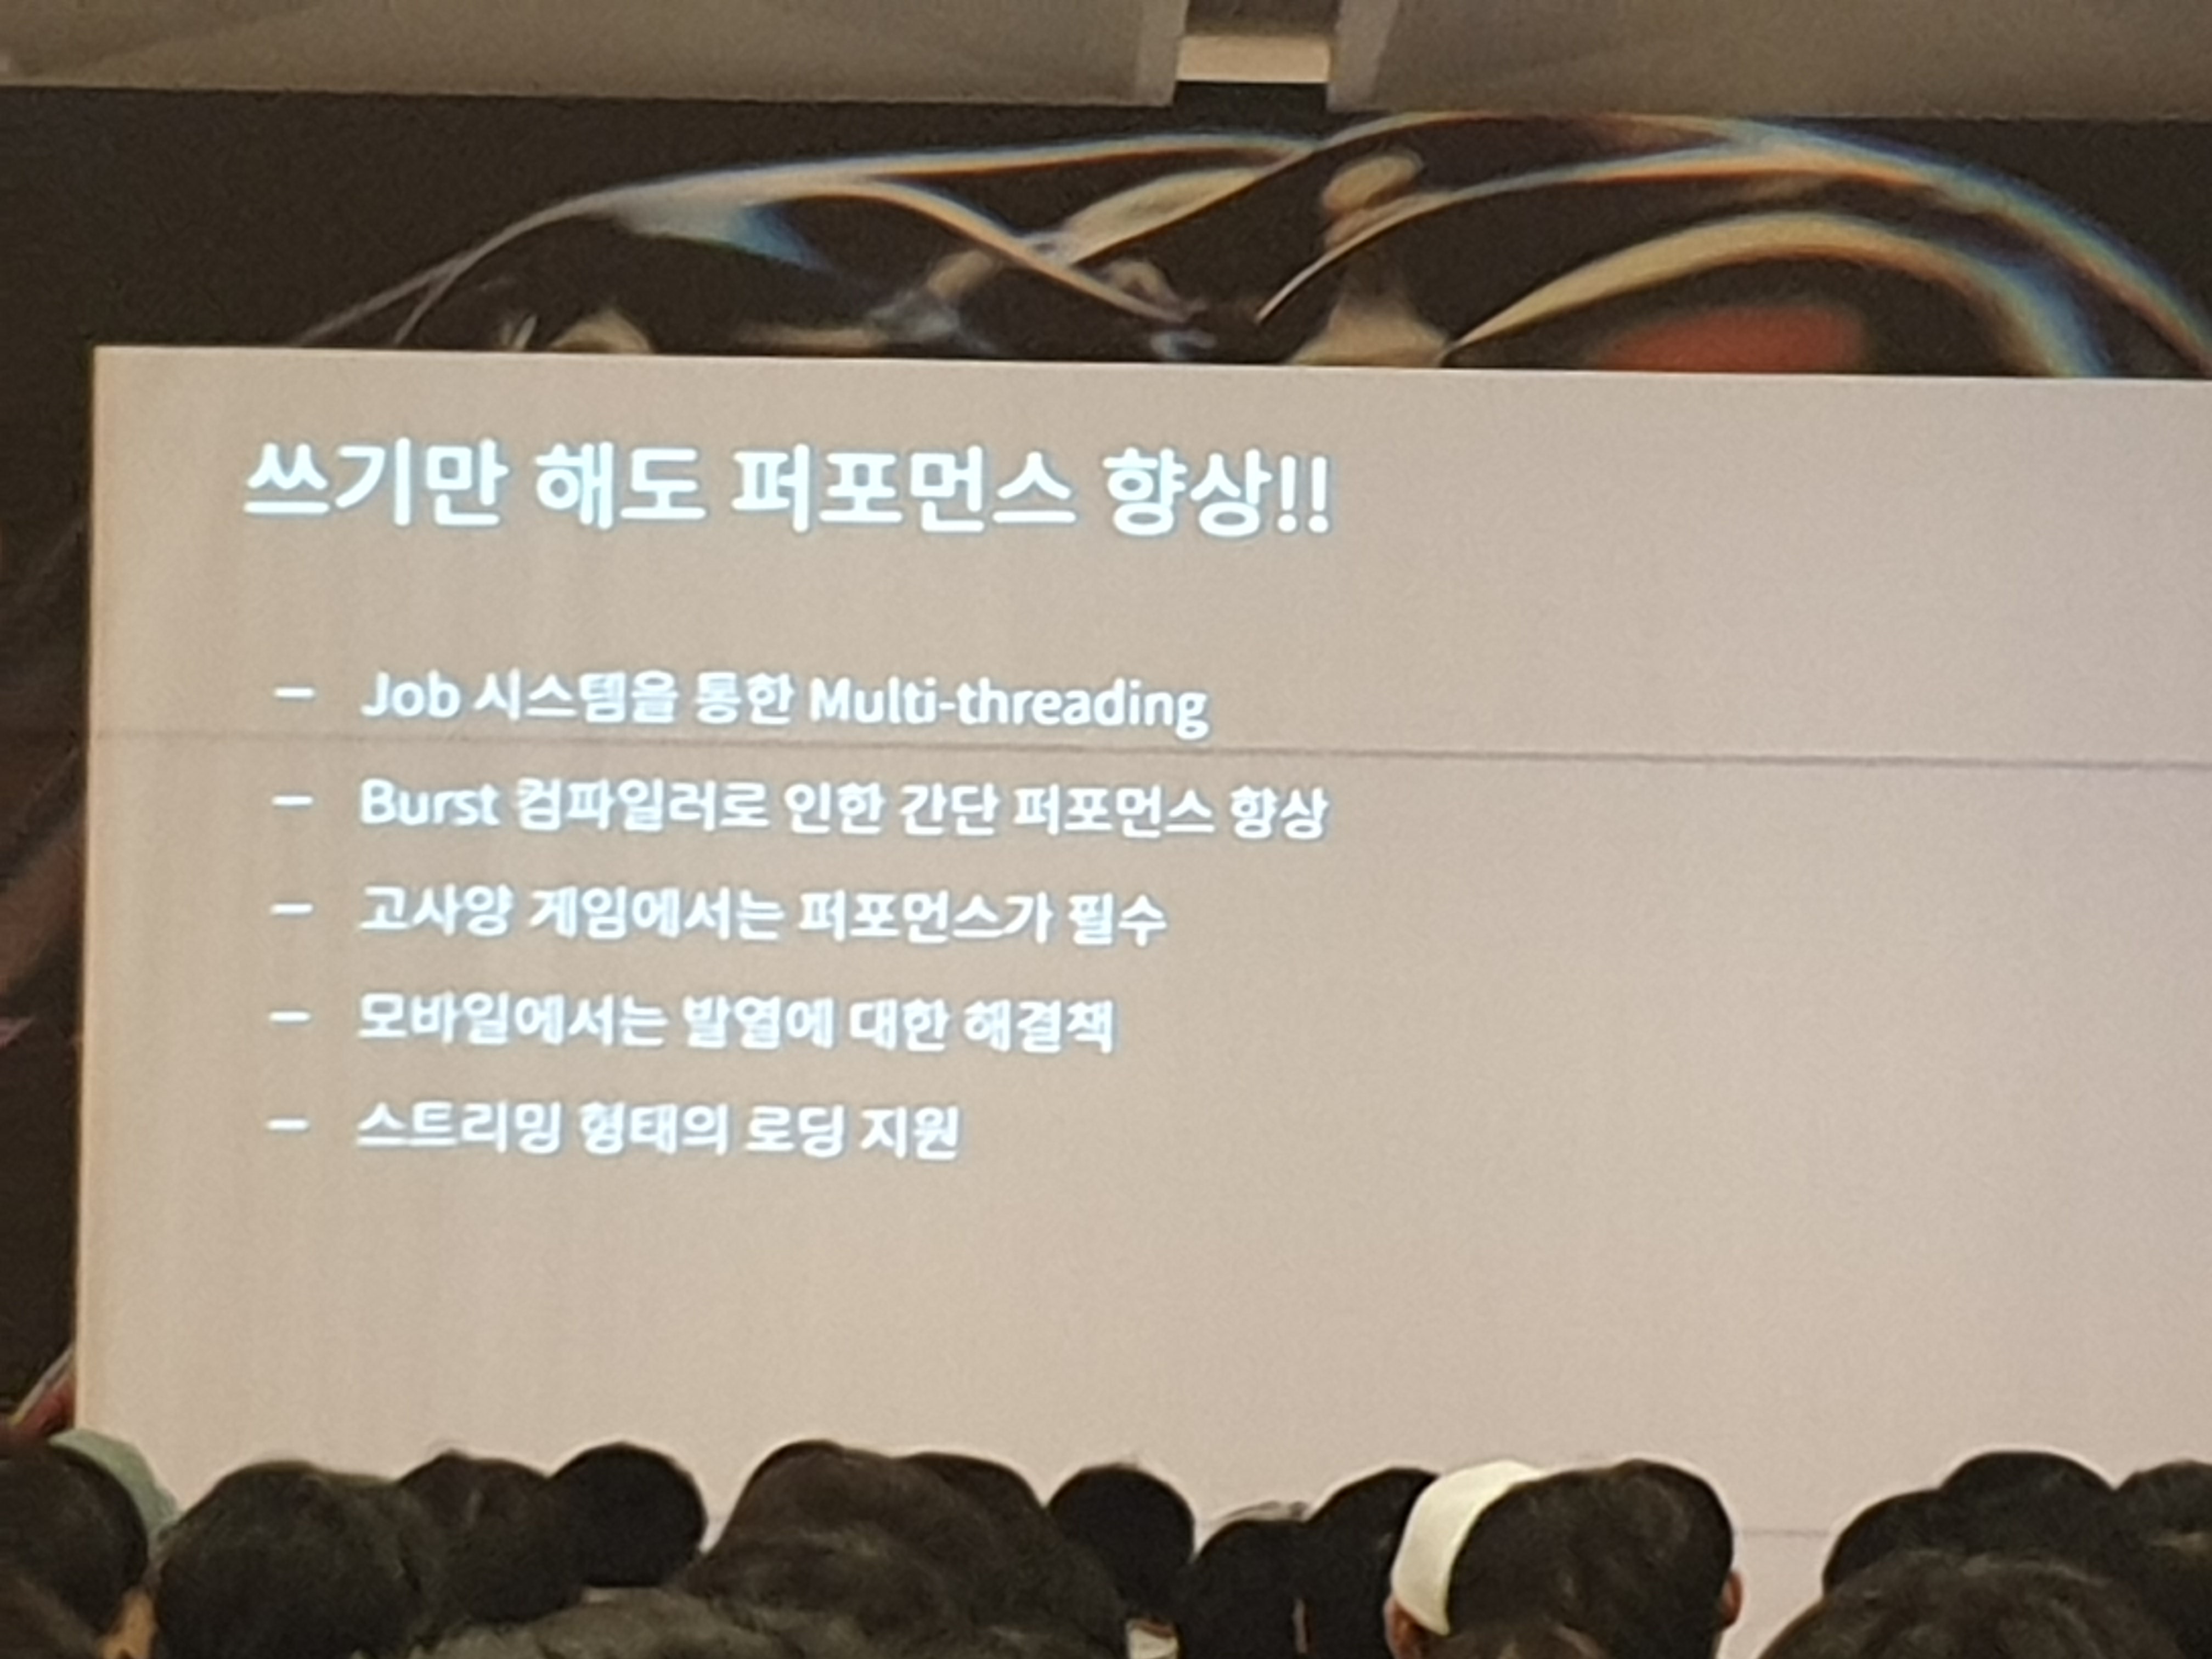 쓰기만 해도 퍼포먼스 향상!!
– Job 시스템을 통한 Multi-threading
– Burst 컴파일러로 인한 간단 퍼포먼스 향상
– 고사양 게임에서는 퍼포먼스가 필수
– 모바일에서는 발열에 대한 해결책
– 스트리밍 형태의 로딩 지원